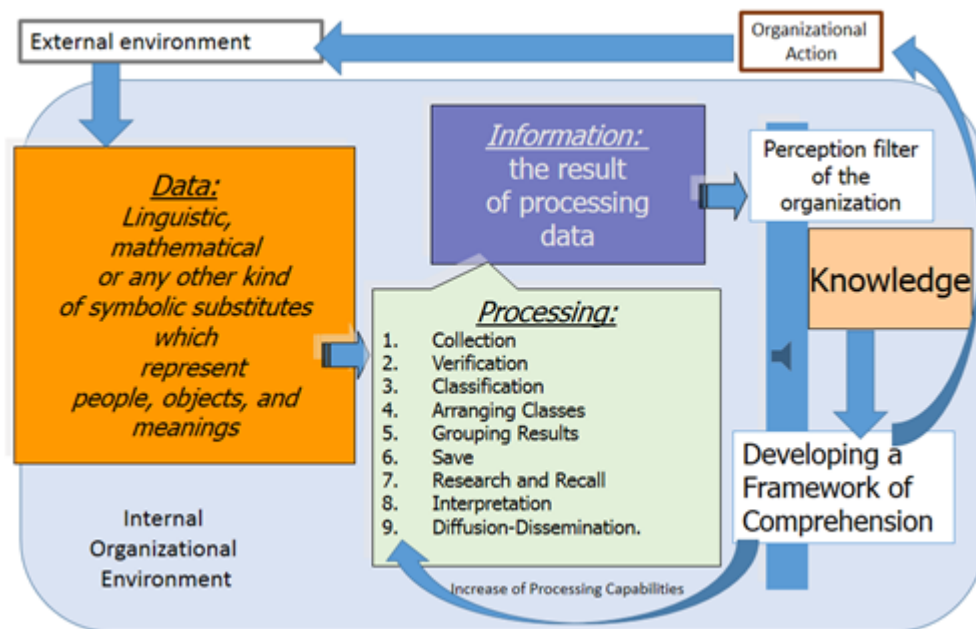 External environment
Organizational
Action
Data:
Linguistic,
mathematical
or any other kind
of symbolic substitutes
which
represent
people, objects, and
meanings
Information:
the result
of processing
data
Perception filter
of the
organization
Knowledge
Processing:
1. Collection
2. Verification
3. Classification
4. Arranging Classes
5. Grouping Results
6. Save
7. Research and Recall
8. Interpretation
9. Diffusion-Dissemination.
Developing a
Framework of
Comprehension
Internal
Organizational
Environment
Increase of Processing Capabilities